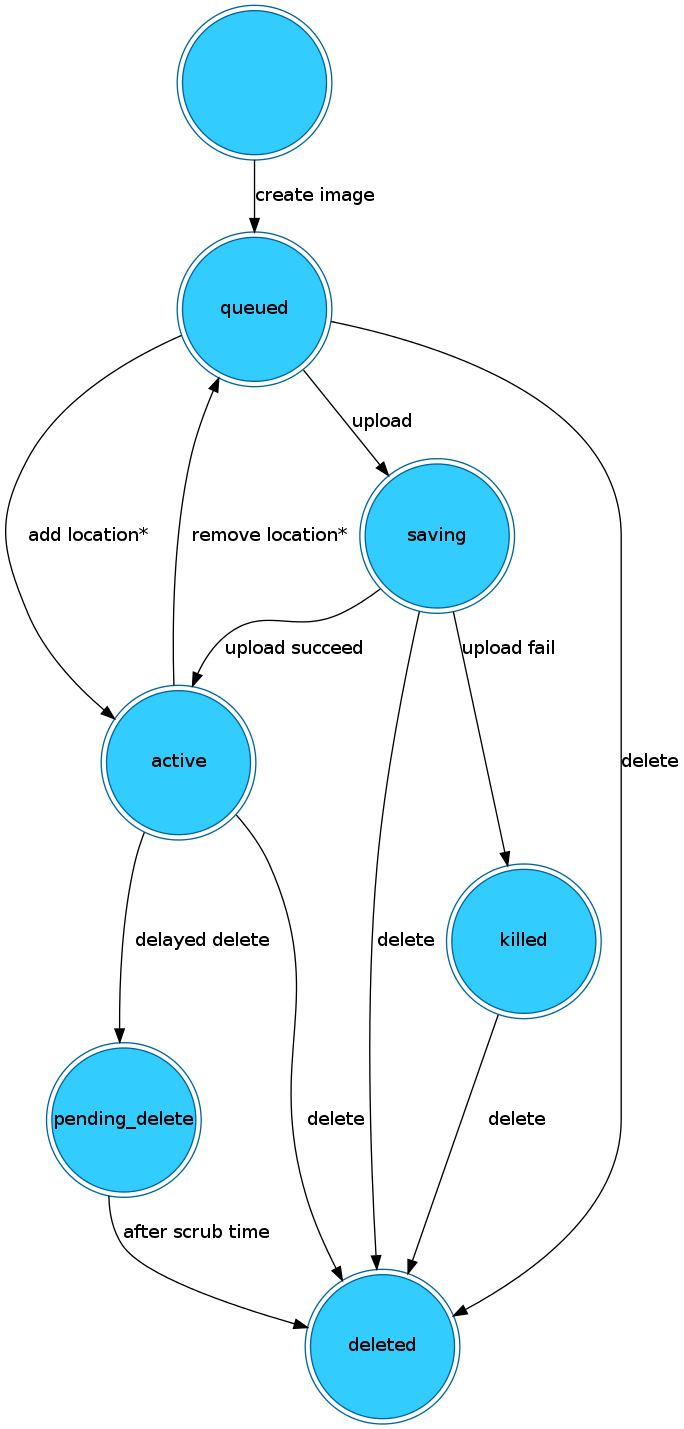 create image
queued
upload
add location*
remove location*
saving
upload succeed
upload fail
active
delete
delayed delete
delete
killed
pending_delete
delete
delete
after scrub time
deleted